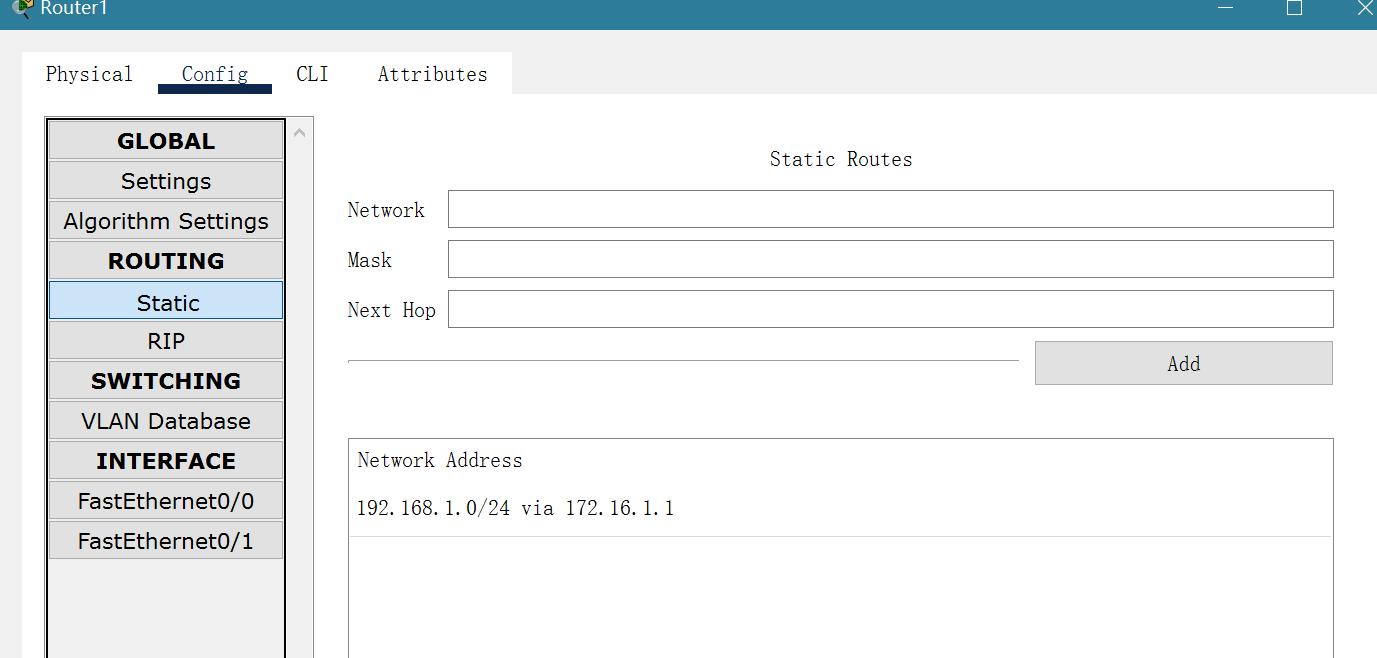 Router1
Physical Config CLI Attributes
GLOBAL
Settings
Algorithm Settings
ROUTING
Static
RIP
SWITCHING
VLAN Database
INTERFACE
FastEthernet0/0
FastEthernet0/1
Static Routes
Network
Mask
Next Hop
Add
Network Address
192.168.1.0/24 via 172.16.1.1